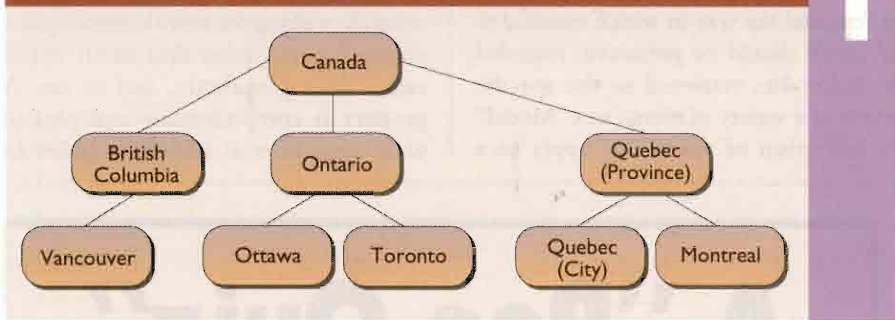 Canada
British
Columbia
Ontario
Quebec
(Province)
Vancouver
Ottawa
Toronto
Quebec
(City)
Montreal